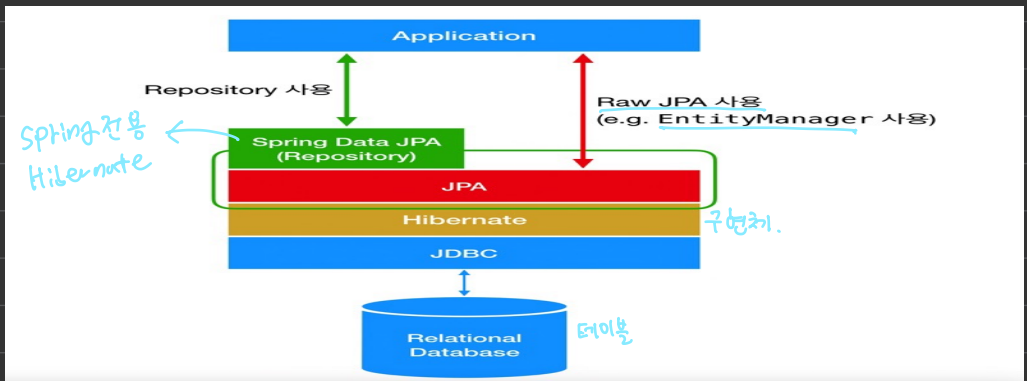 Application
Repository 사용
Raw JPA 사용
(e.g. EntityManager 사용)
Spring전용
Hibernate
Spring Data JPA
(Repository)
JPA
Hibernate
구현체.
JDBC
Relational
Database
테이블